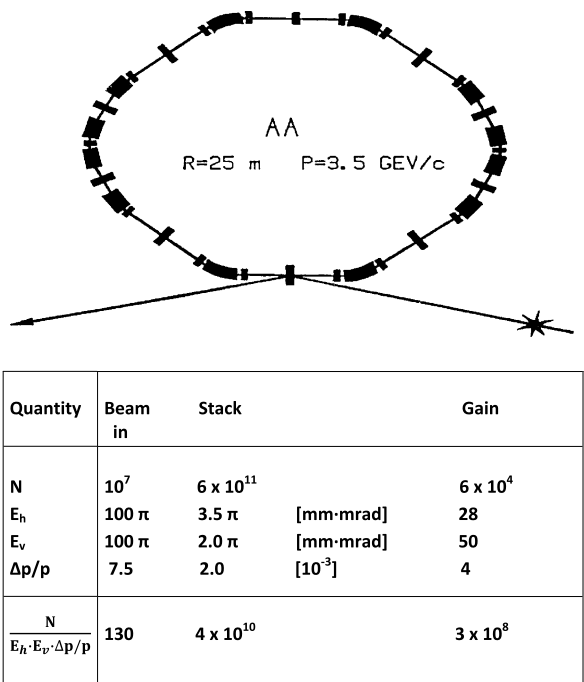 AA
R=25 m P=3.5 GEV/c
Quantity Beam in Stack Gain
N 10⁷ 6 x 10¹¹ 6 x 10⁴
Eₕ 100 π 3.5 π [mm·mrad] 28
Eᵥ 100 π 2.0 π [mm·mrad] 50
Δp/p 7.5 2.0 [10⁻³] 4
N/(Eₕ·Eᵥ·Δp/p) 130 4 x 10¹⁰ 3 x 10⁸